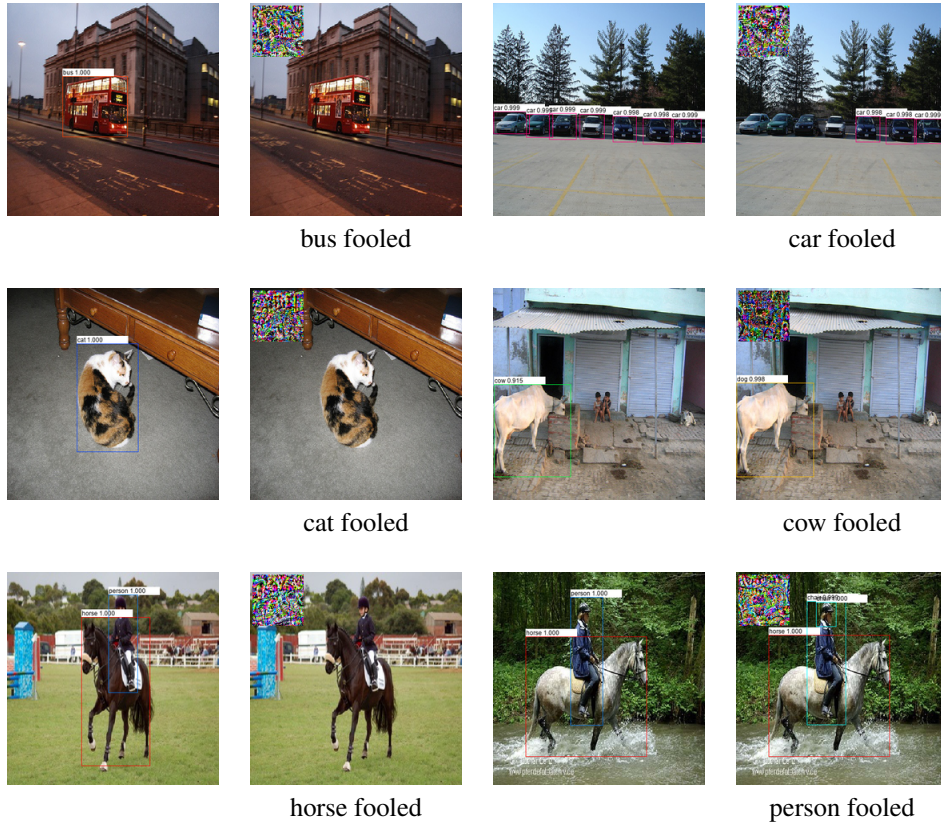 bus 1.000
car 0.999
car 0.999
car 0.999
car 0.998
car 0.998
car 0.999
car 0.998
car 0.998
car 0.999
bus fooled
car fooled
cat 1.000
cow 0.915
dog 0.998
cat fooled
cow fooled
person 1.000
horse 1.000
person 1.000
horse 1.000
1.000
horse 1.000
horse fooled
person fooled